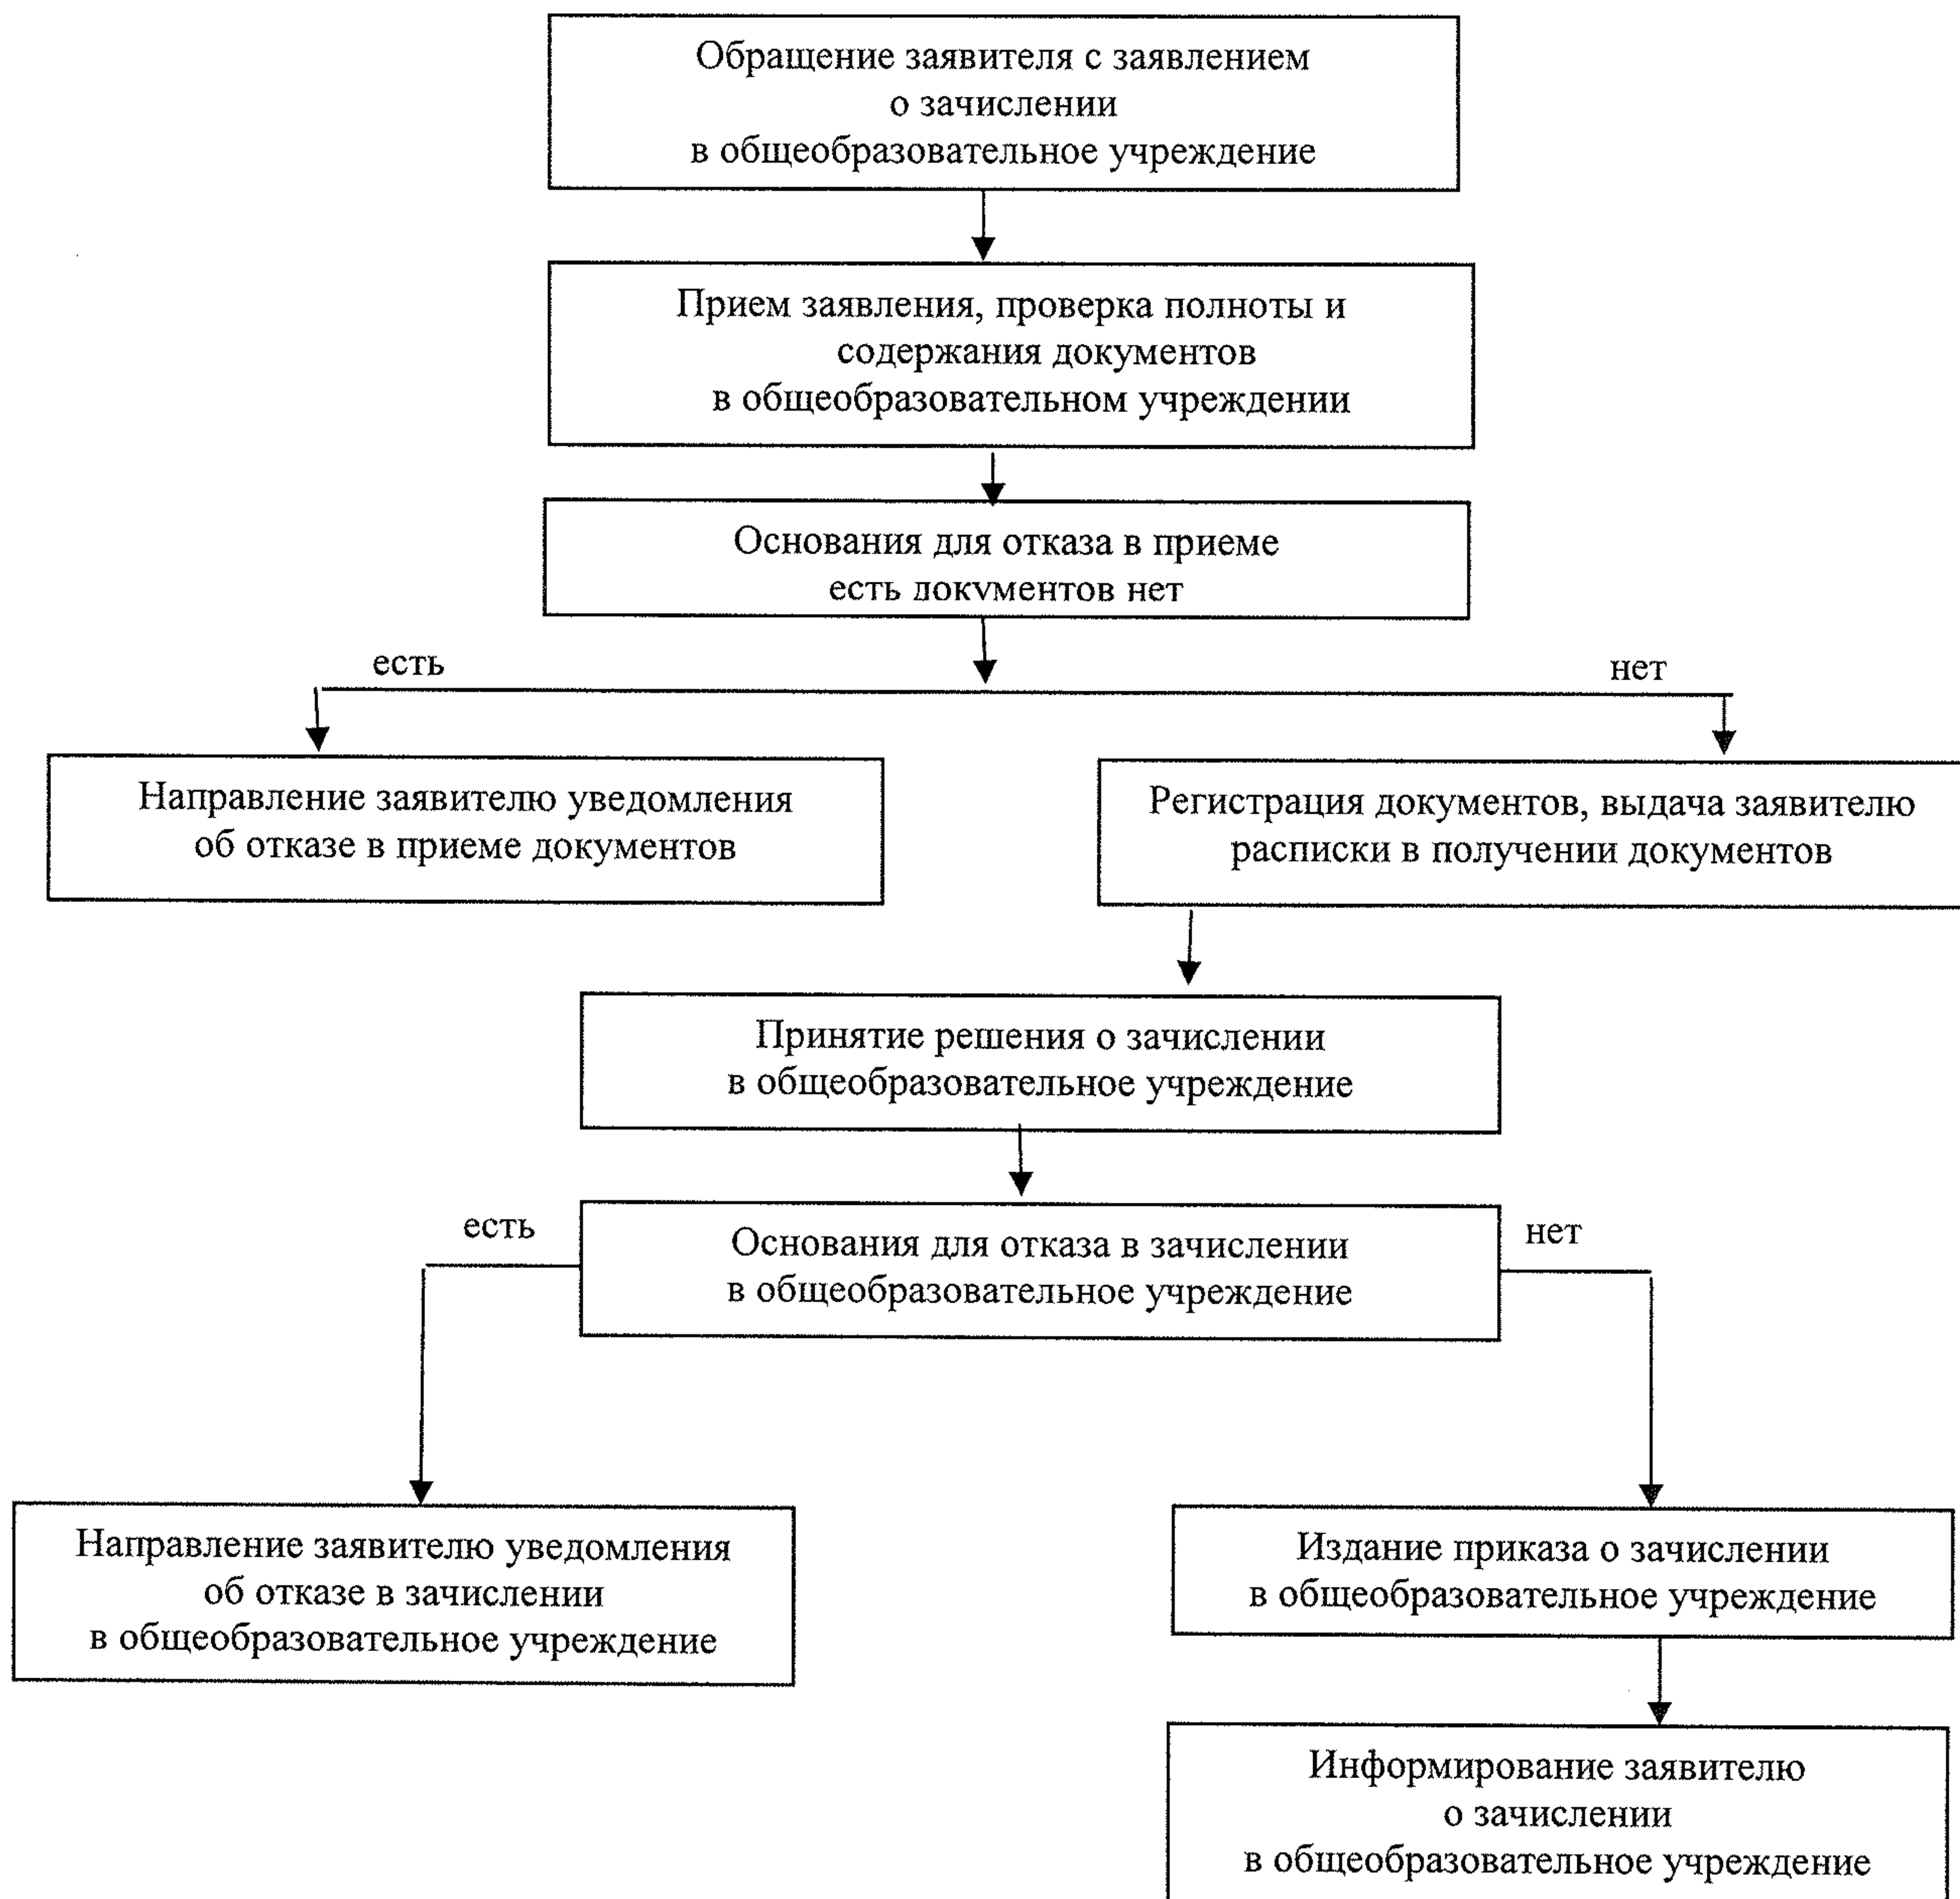 Обращение заявителя с заявлением
о зачислении
в общеобразовательное учреждение
Прием заявления, проверка полноты и
содержания документов
в общеобразовательном учреждении
Основания для отказа в приеме
есть документов нет
есть
нет
Направление заявителю уведомления
об отказе в приеме документов
Регистрация документов, выдача заявителю
расписки в получении документов
Принятие решения о зачислении
в общеобразовательное учреждение
есть
Основания для отказа в зачислении
в общеобразовательное учреждение
нет
Направление заявителю уведомления
об отказе в зачислении
в общеобразовательное учреждение
Издание приказа о зачислении
в общеобразовательное учреждение
Информирование заявителю
о зачислении
в общеобразовательное учреждение